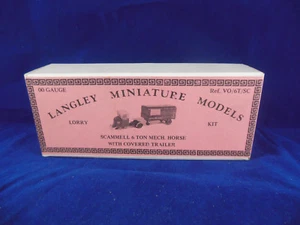 00 GAUGE Ref. VO/6T/SC
LANGLEY MINIATURE MODELS
LORRY KIT
SCAMMELL 6 TON MECH. HORSE
WITH COVERED TRAILER